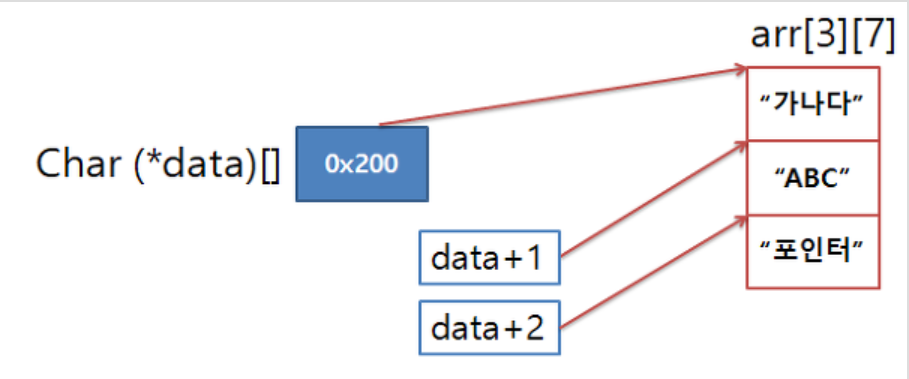 arr[3][7]
“가나다”
Char (*data)[]
0x200
“ABC”
“포인터”
data+1
data+2